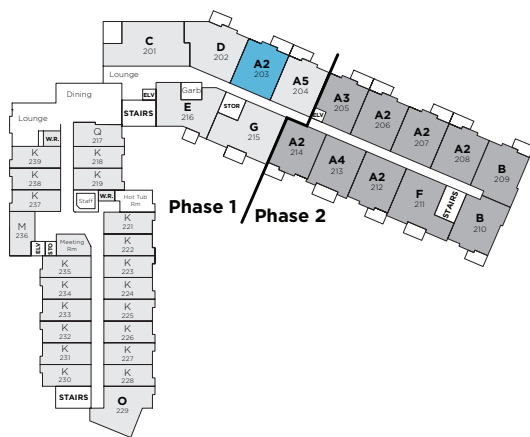 C
201
D
202
A2
203
A5
204
A3
205
A2
206
A2
207
A2
208
B
209
B
210
STAIRS
F
211
A2
212
A4
213
A2
214
ELV
Phase 1
Phase 2
G
215
STOR
E
216
Garb
ELV
STAIRS
Lounge
Dining
Lounge
W.R.
Q
217
K
218
K
219
K
239
K
238
K
237
Staff
W.R.
Hot Tub
Rm
M
236
ELV
STO
Meeting
Rm
K
221
K
222
K
223
K
224
K
225
K
226
K
227
K
228
O
229
K
235
K
234
K
233
K
232
K
231
K
230
STAIRS